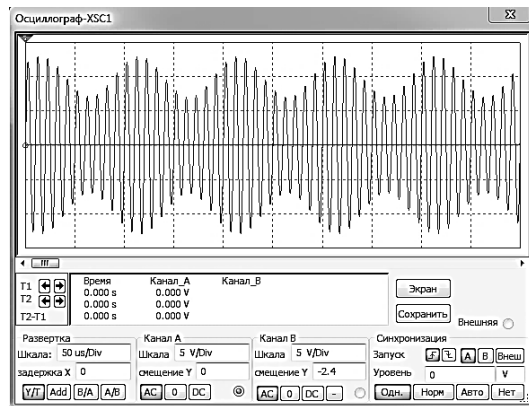 Осциллограф-XSC1
T1
T2
T2-T1
Время Канал_A Канал_B
0.000 s 0.000 V
0.000 s 0.000 V
0.000 s 0.000 V
Экран
Сохранить
Внешняя
Развертка
Шкала: 50 us/Div
задержка X 0
Y/T Add B/A A/B
Канал A
Шкала 5 V/Div
смещение Y 0
AC 0 DC
Канал B
Шкала 5 V/Div
смещение Y -2.4
AC 0 DC -
Синхронизация
Запуск A B Внеш
Уровень 0 V
Одн. Норм Авто Нет